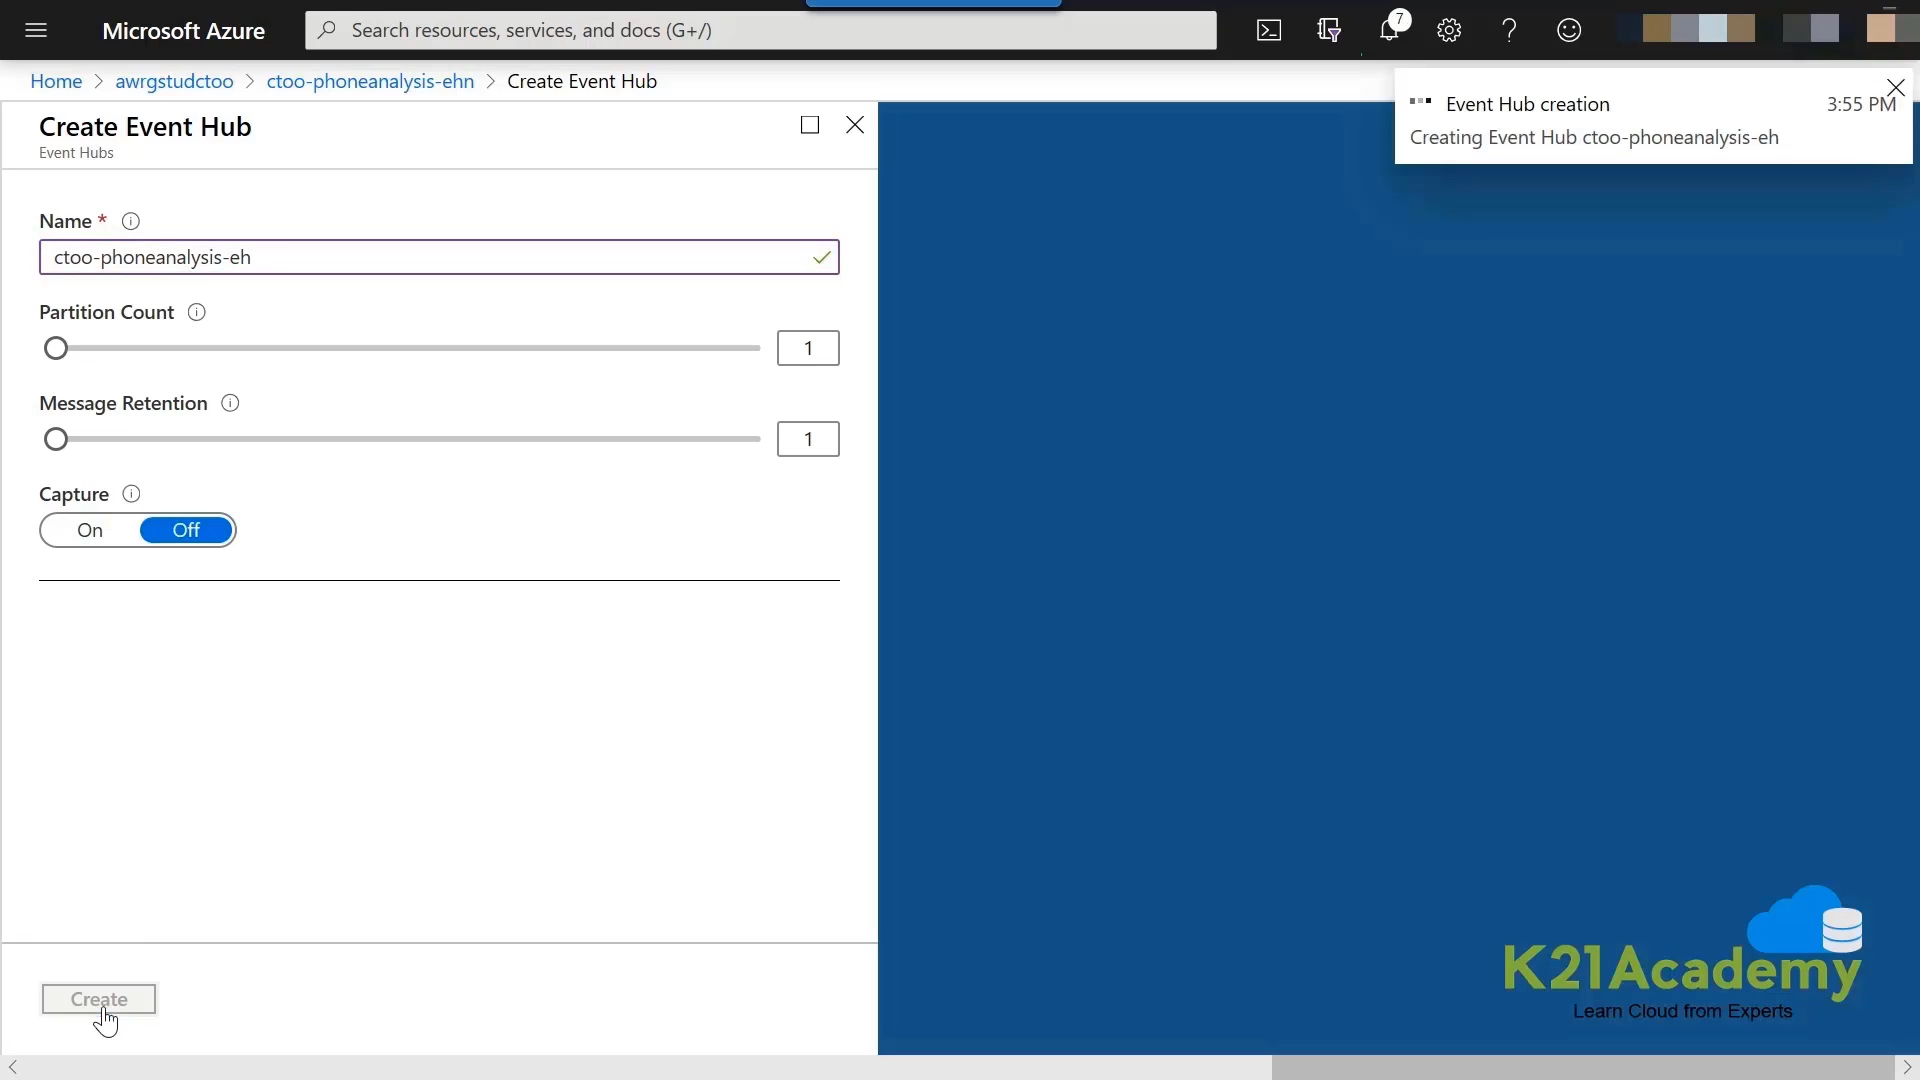 Microsoft Azure
Search resources, services, and docs (G+/)
7
Home > awrgstudctoo > ctoo-phoneanalysis-ehn > Create Event Hub
Event Hub creation 3:55 PM
Creating Event Hub ctoo-phoneanalysis-eh
Create Event Hub
Event Hubs
Name *
ctoo-phoneanalysis-eh
Partition Count
1
Message Retention
1
Capture
On Off
Create
K21Academy
Learn Cloud from Experts